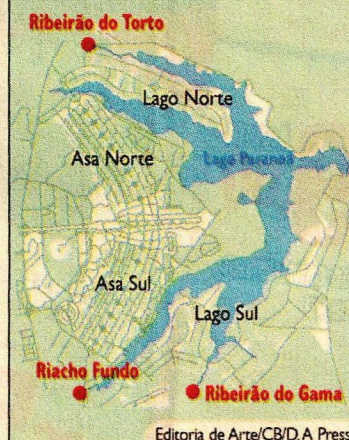 Ribeirão do Torto
Lago Norte
Asa Norte
Lago Paranoá
Asa Sul
Lago Sul
Riacho Fundo
Ribeirão do Gama
Editoria de Arte/CB/D.A Press